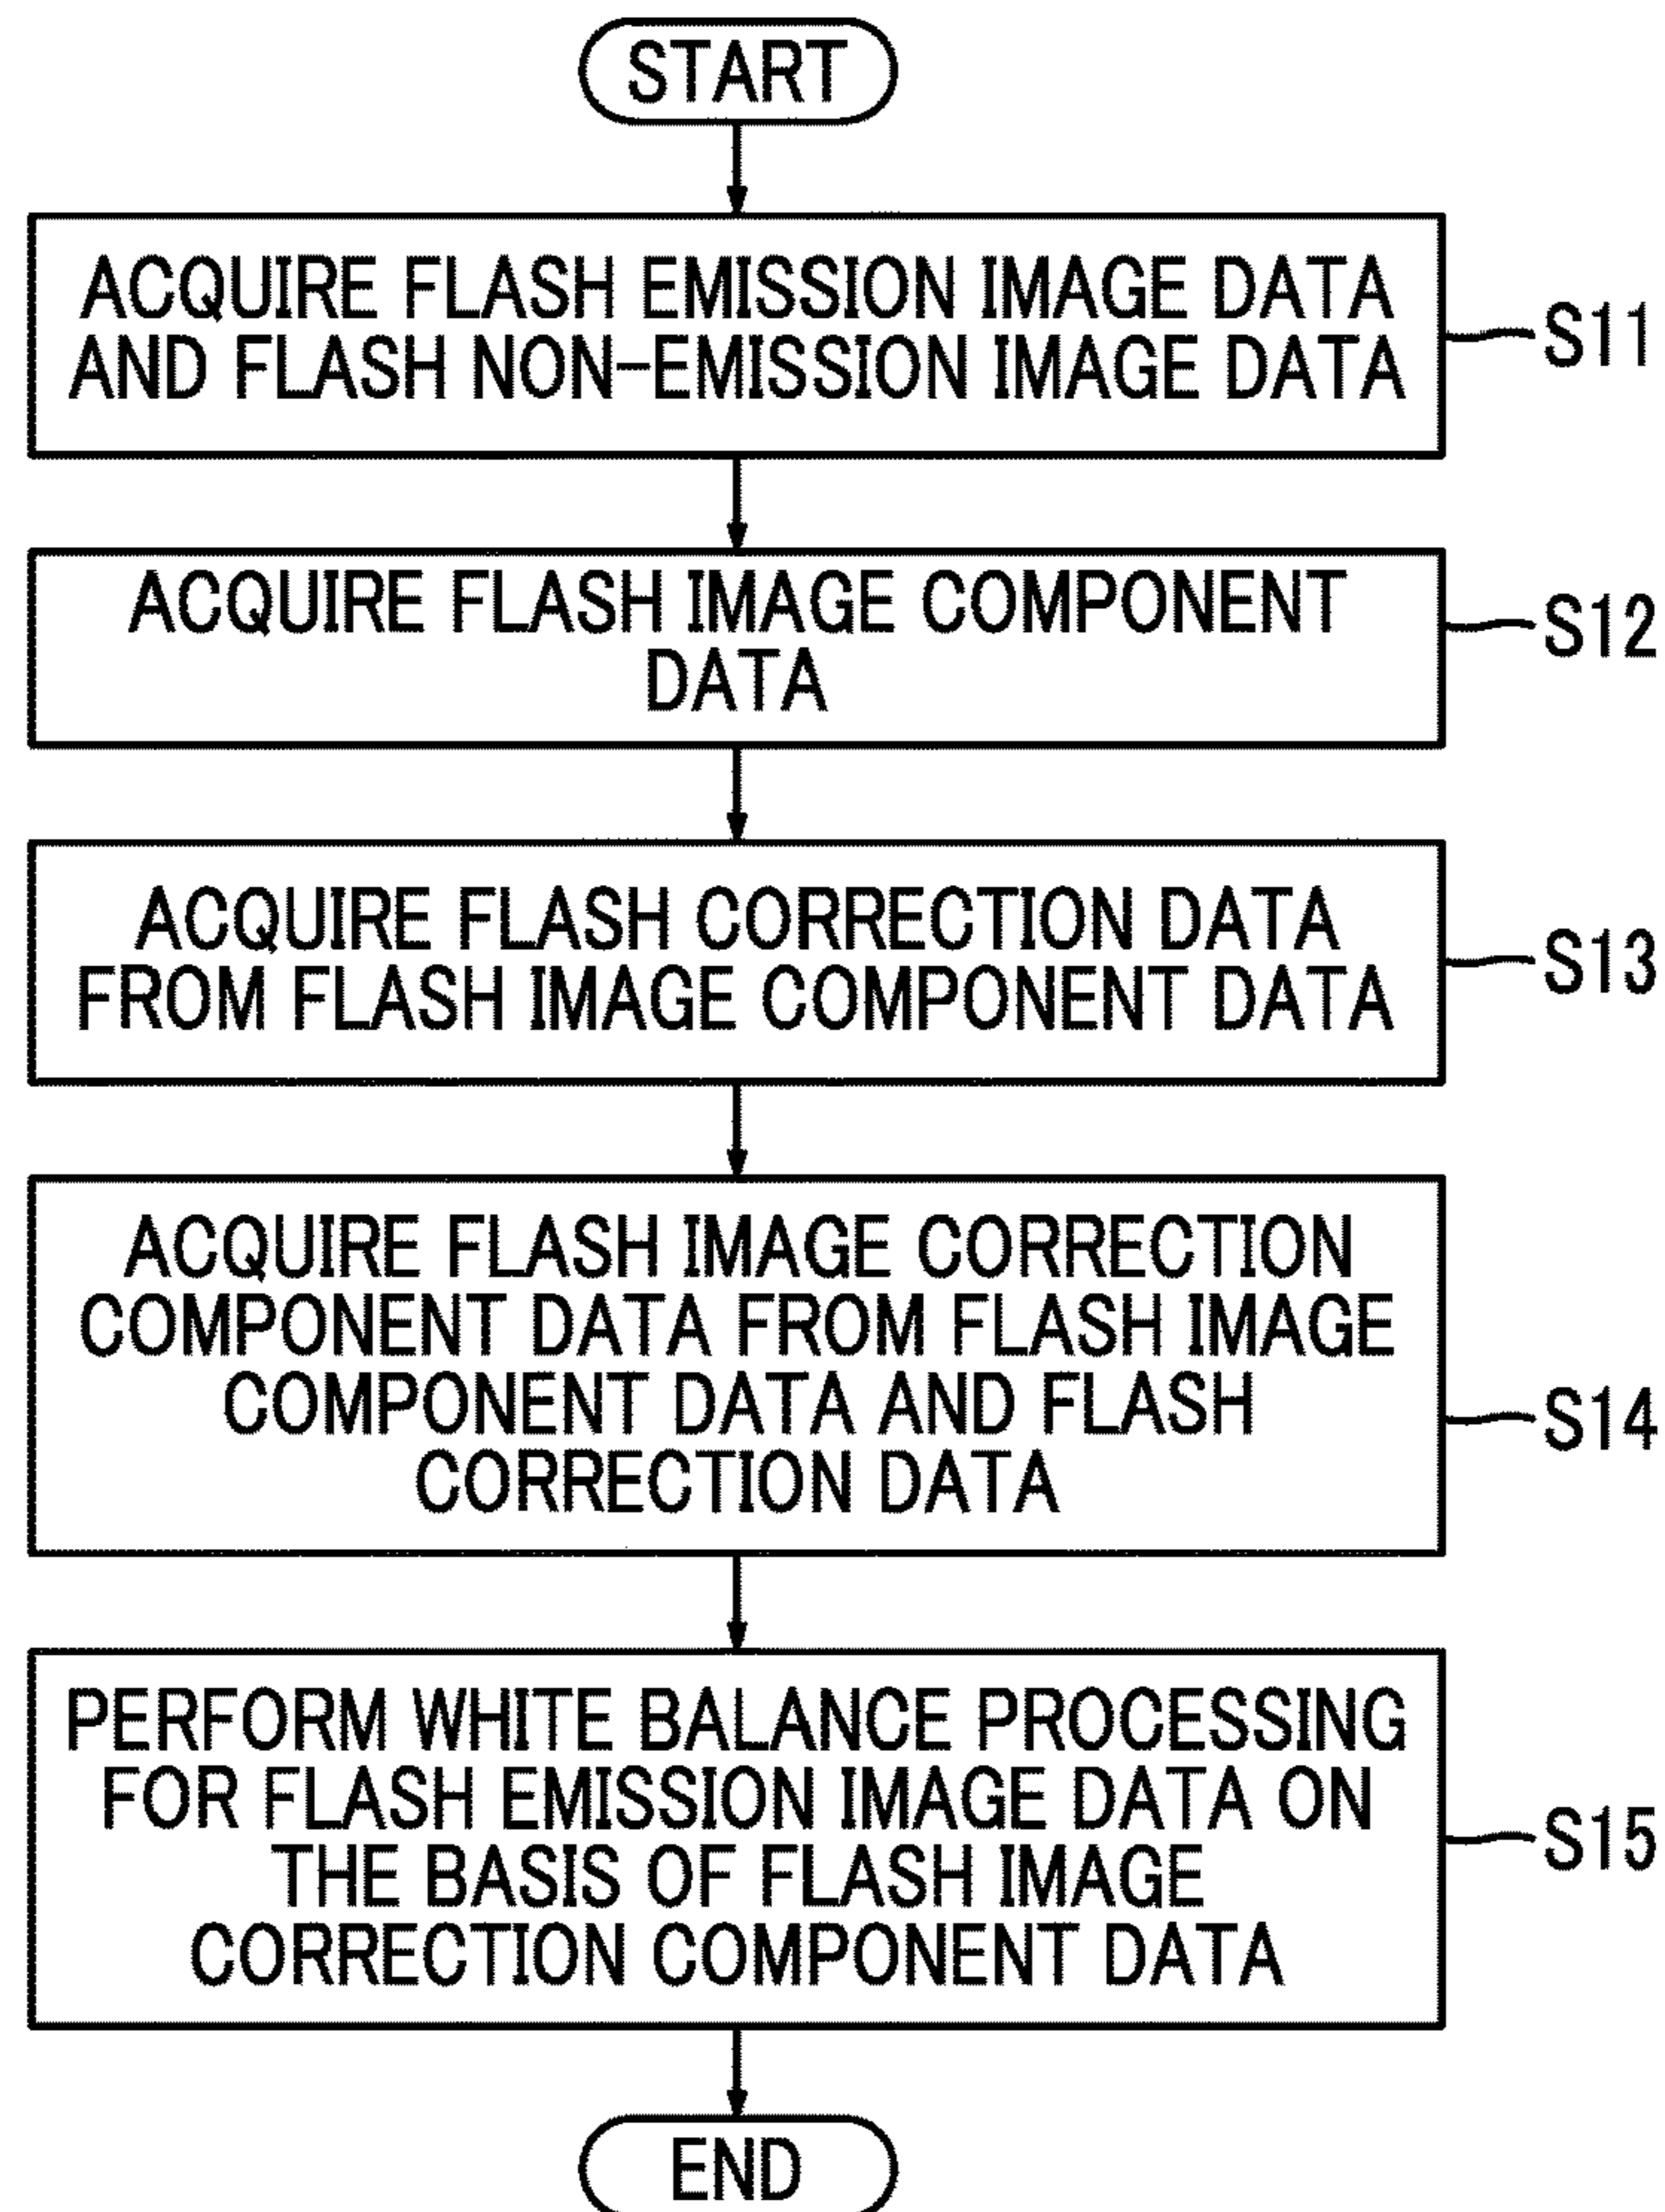 START
ACQUIRE FLASH EMISSION IMAGE DATA
AND FLASH NON-EMISSION IMAGE DATA
S11
ACQUIRE FLASH IMAGE COMPONENT
DATA
S12
ACQUIRE FLASH CORRECTION DATA
FROM FLASH IMAGE COMPONENT DATA
S13
ACQUIRE FLASH IMAGE CORRECTION
COMPONENT DATA FROM FLASH IMAGE
COMPONENT DATA AND FLASH
CORRECTION DATA
S14
PERFORM WHITE BALANCE PROCESSING
FOR FLASH EMISSION IMAGE DATA ON
THE BASIS OF FLASH IMAGE
CORRECTION COMPONENT DATA
S15
END